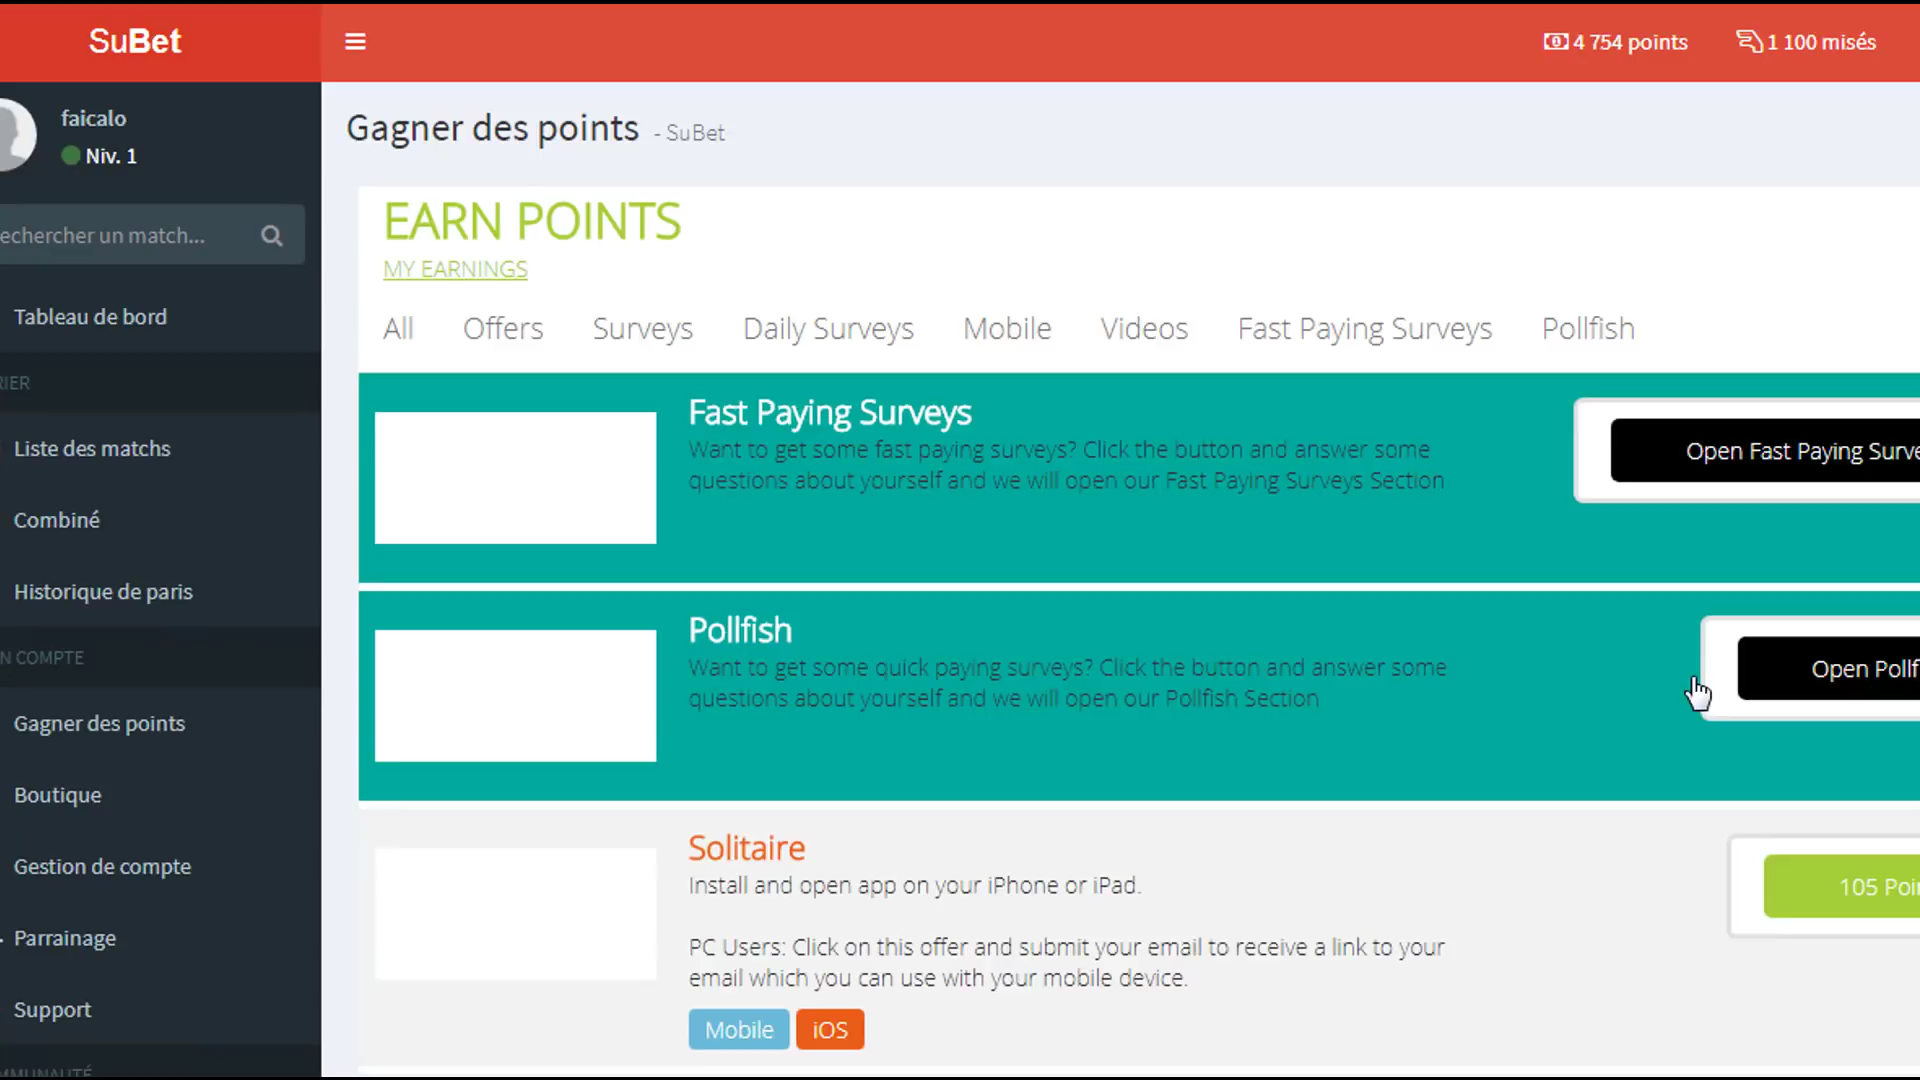 SuBet
4 754 points
1 100 misés
faicalo
Niv. 1
echercher un match...
Tableau de bord
RIER
Liste des matchs
Combiné
Historique de paris
N COMPTE
Gagner des points
Boutique
Gestion de compte
Parrainage
Support
MMUNAUTÉ
Gagner des points - SuBet
EARN POINTS
MY EARNINGS
All Offers Surveys Daily Surveys Mobile Videos Fast Paying Surveys Pollfish
Fast Paying Surveys
Want to get some fast paying surveys? Click the button and answer some
questions about yourself and we will open our Fast Paying Surveys Section
Open Fast Paying Surve
Pollfish
Want to get some quick paying surveys? Click the button and answer some
questions about yourself and we will open our Pollfish Section
Open Pollf
Solitaire
Install and open app on your iPhone or iPad.
PC Users: Click on this offer and submit your email to receive a link to your
email which you can use with your mobile device.
Mobile iOS
105 Poi